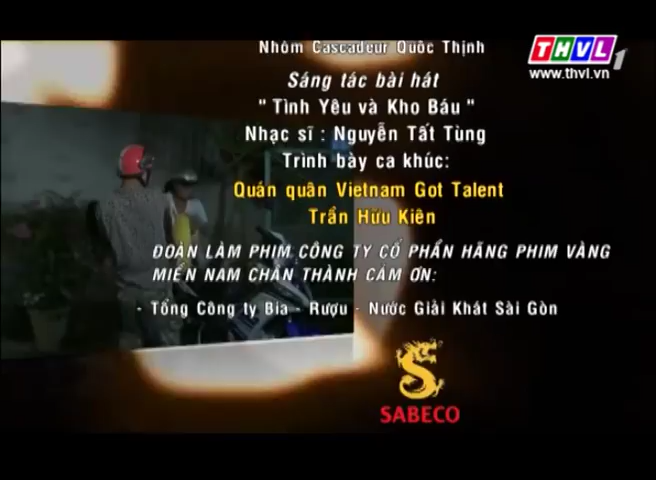 Nhóm Cascadeur Quốc Thịnh
THVL1
www.thvl.vn
Sáng tác bài hát
" Tình Yêu và Kho Báu "
Nhạc sĩ : Nguyễn Tất Tùng
Trình bày ca khúc:
Quán quân Vietnam Got Talent
Trần Hữu Kiên
ĐOÀN LÀM PHIM CÔNG TY CỔ PHẦN HÃNG PHIM VÀNG
MIỀN NAM CHÂN THÀNH CẢM ƠN:
- Tổng Công ty Bia - Rượu - Nước Giải Khát Sài Gòn
SABECO